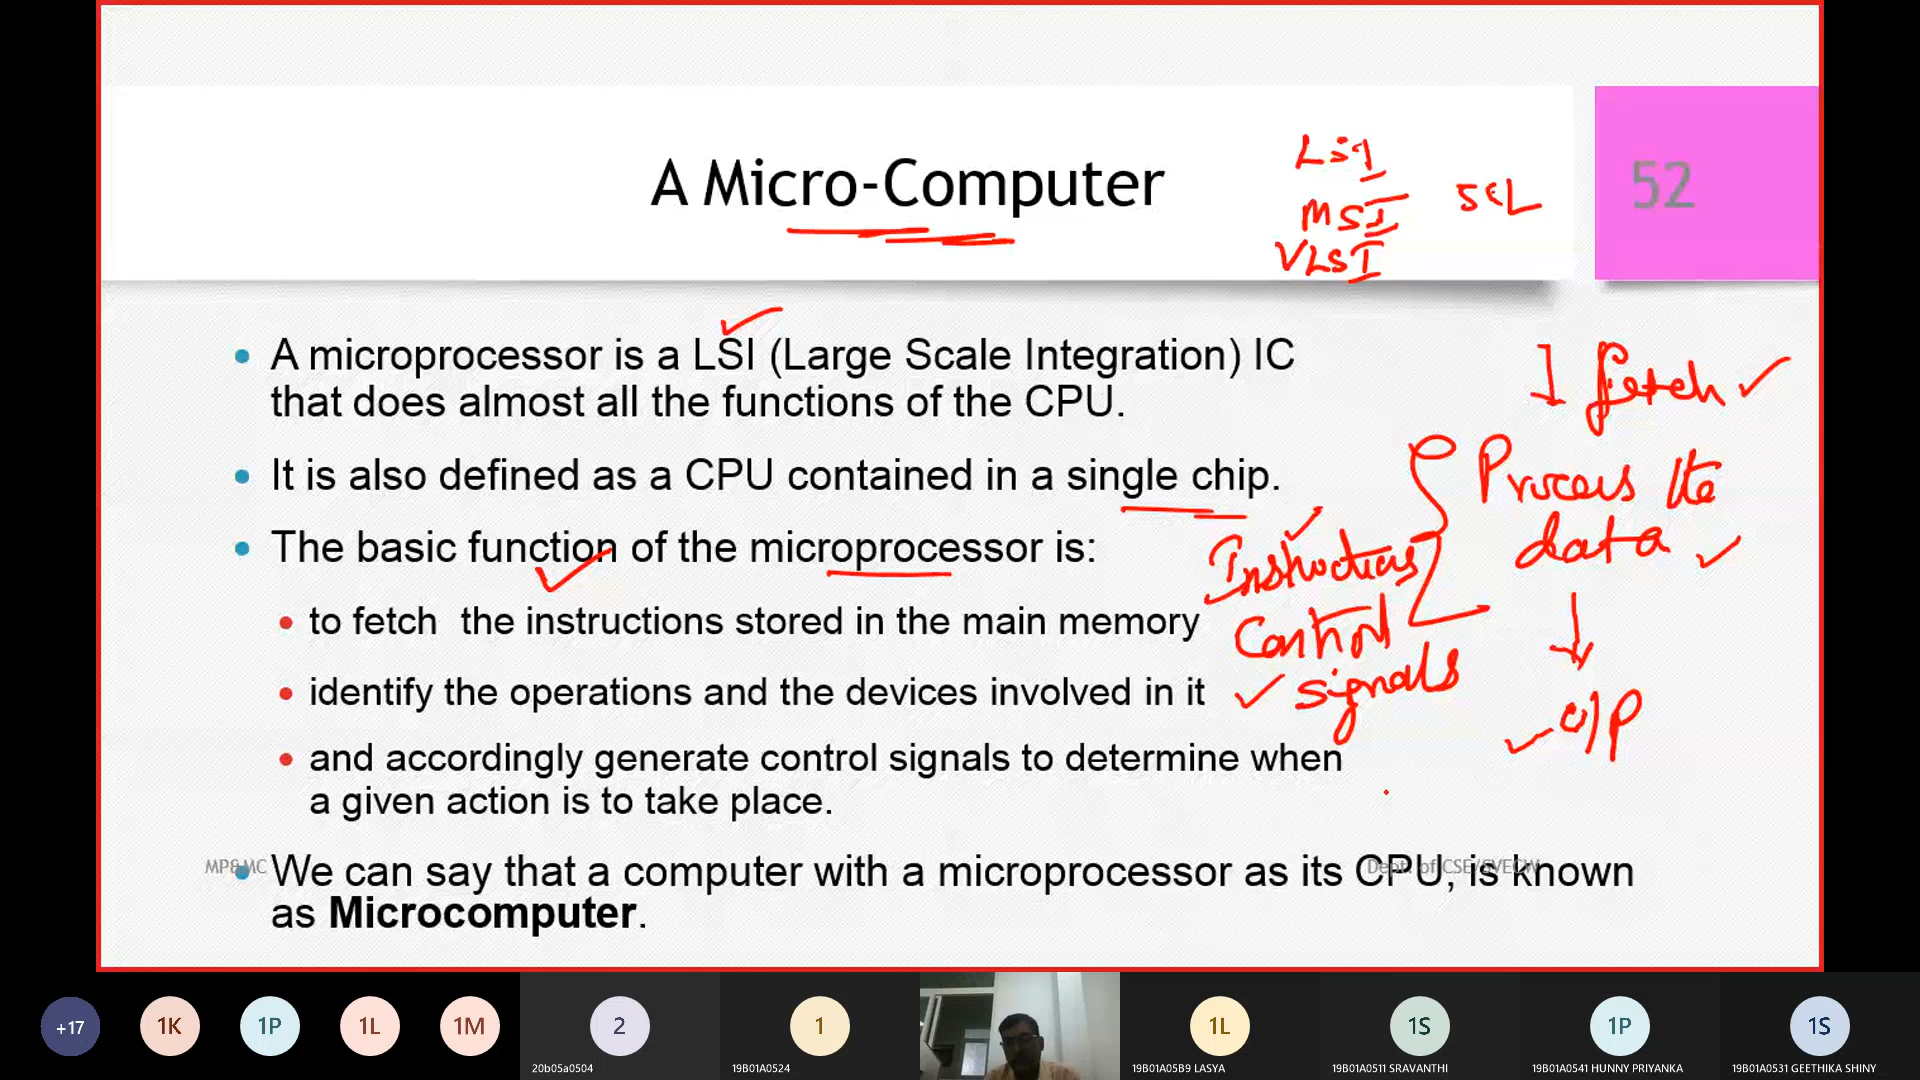 A Micro-Computer
52
LSI
MSI
VLSI
A microprocessor is a LSI (Large Scale Integration) IC
that does almost all the functions of the CPU.
It is also defined as a CPU contained in a single chip.
The basic function of the microprocessor is:
to fetch the instructions stored in the main memory
identify the operations and the devices involved in it
and accordingly generate control signals to determine when
a given action is to take place.
I fetch
Process the
data
O/P
Instructions
Control
signals
MP&MC
Dept. of CSE/SVECW
We can say that a computer with a microprocessor as its CPU, is known
as Microcomputer.
+17
1K
1P
1L
1M
2
20b05a0504
1
19B01A0524
1L
19B01A05B9 LASYA
1S
19B01A0511 SRAVANTHI
1P
19B01A0541 HUNNY PRIYANKA
1S
19B01A0531 GEETHIKA SHINY